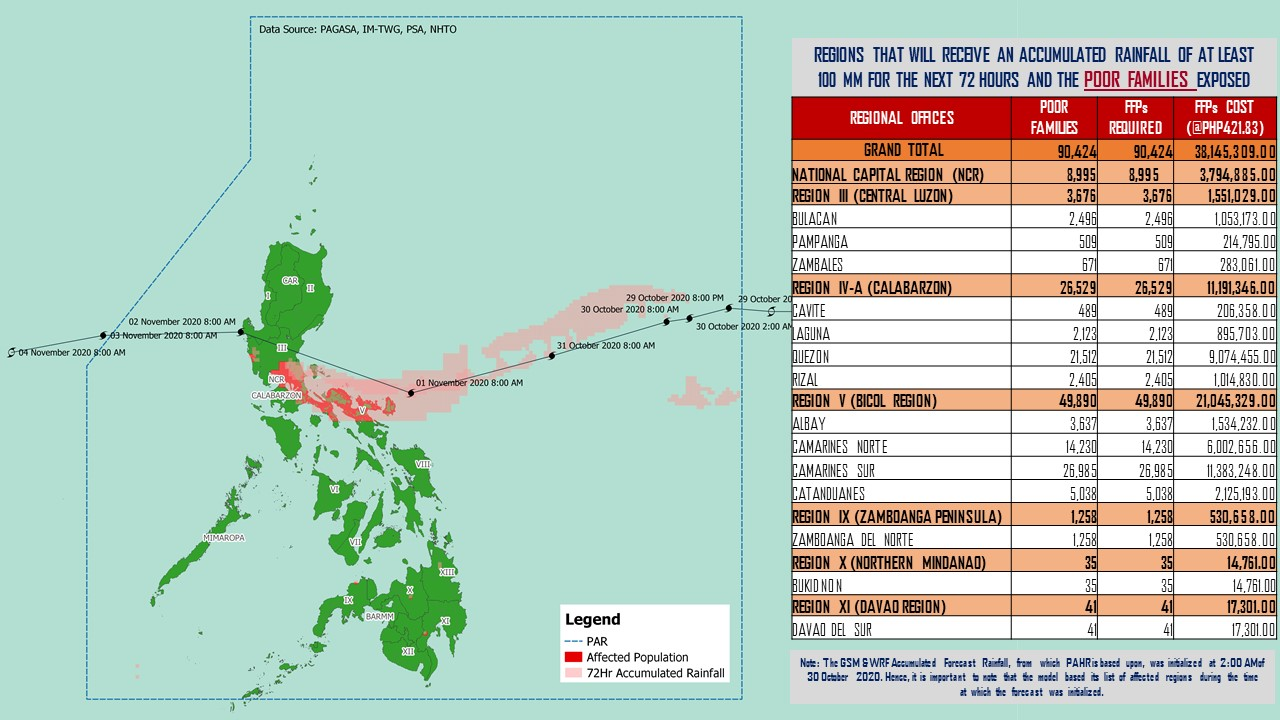 Data Source: PAGASA, IM-TWG, PSA, NHTO
29 October 2020 8:00 PM
29 October 20
30 October 2020 8:00 AM
30 October 2020 2:00 AM
02 November 2020 8:00 AM
03 November 2020 8:00 AM
04 November 2020 8:00 AM
31 October 2020 8:00 AM
01 November 2020 8:00 AM
CAR
I
II
III
NCR
CALABARZON
V
VIII
VI
MIMAROPA
VII
XIII
IX
X
BARMM
XI
XII
Legend
PAR
Affected Population
72Hr Accumulated Rainfall
REGIONS THAT WILL RECEIVE AN ACCUMULATED RAINFALL OF AT LEAST
100 MM FOR THE NEXT 72 HOURS AND THE POOR FAMILIES EXPOSED
REGIONAL OFFICES POOR FAMILIES FFPs REQUIRED FFPs COST (@PHP421.83)
GRAND TOTAL 90,424 90,424 38,145,309.00
NATIONAL CAPITAL REGION (NCR) 8,995 8,995 3,794,885.00
REGION III (CENTRAL LUZON) 3,676 3,676 1,551,029.00
BULACAN 2,496 2,496 1,053,173.00
PAMPANGA 509 509 214,795.00
ZAMBALES 671 671 283,061.00
REGION IV-A (CALABARZON) 26,529 26,529 11,191,346.00
CAVITE 489 489 206,358.00
LAGUNA 2,123 2,123 895,703.00
QUEZON 21,512 21,512 9,074,455.00
RIZAL 2,405 2,405 1,014,830.00
REGION V (BICOL REGION) 49,890 49,890 21,045,329.00
ALBAY 3,637 3,637 1,534,232.00
CAMARINES NORTE 14,230 14,230 6,002,656.00
CAMARINES SUR 26,985 26,985 11,383,248.00
CATANDUANES 5,038 5,038 2,125,193.00
REGION IX (ZAMBOANGA PENINSULA) 1,258 1,258 530,658.00
ZAMBOANGA DEL NORTE 1,258 1,258 530,658.00
REGION X (NORTHERN MINDANAO) 35 35 14,761.00
BUKIDNON 35 35 14,761.00
REGION XI (DAVAO REGION) 41 41 17,301.00
DAVAO DEL SUR 41 41 17,301.00
Note: The GSM & WRF Accumulated Forecast Rainfall, from which PAHR is based upon, was initialized at 2:00 AM of
30 October 2020. Hence, it is important to note that the model based its list of affected regions during the time
at which the forecast was initialized.